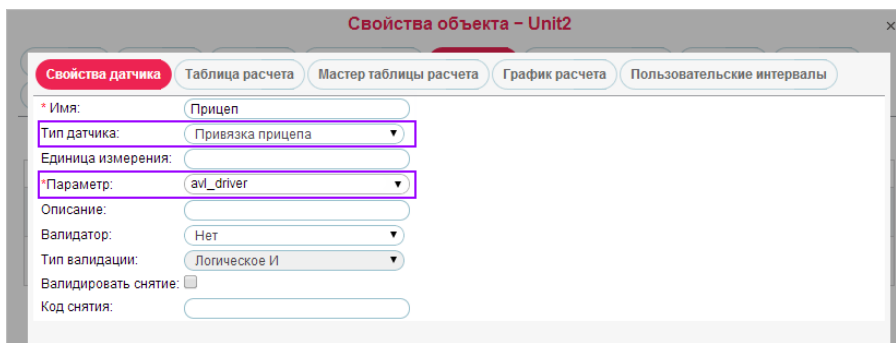 Свойства объекта – Unit2
×
Свойства датчика Таблица расчета Мастер таблицы расчета График расчета Пользовательские интервалы
* Имя: Прицеп
Тип датчика: Привязка прицепа
Единица измерения:
*Параметр: avl_driver
Описание:
Валидатор: Нет
Тип валидации: Логическое И
Валидировать снятие:
Код снятия: